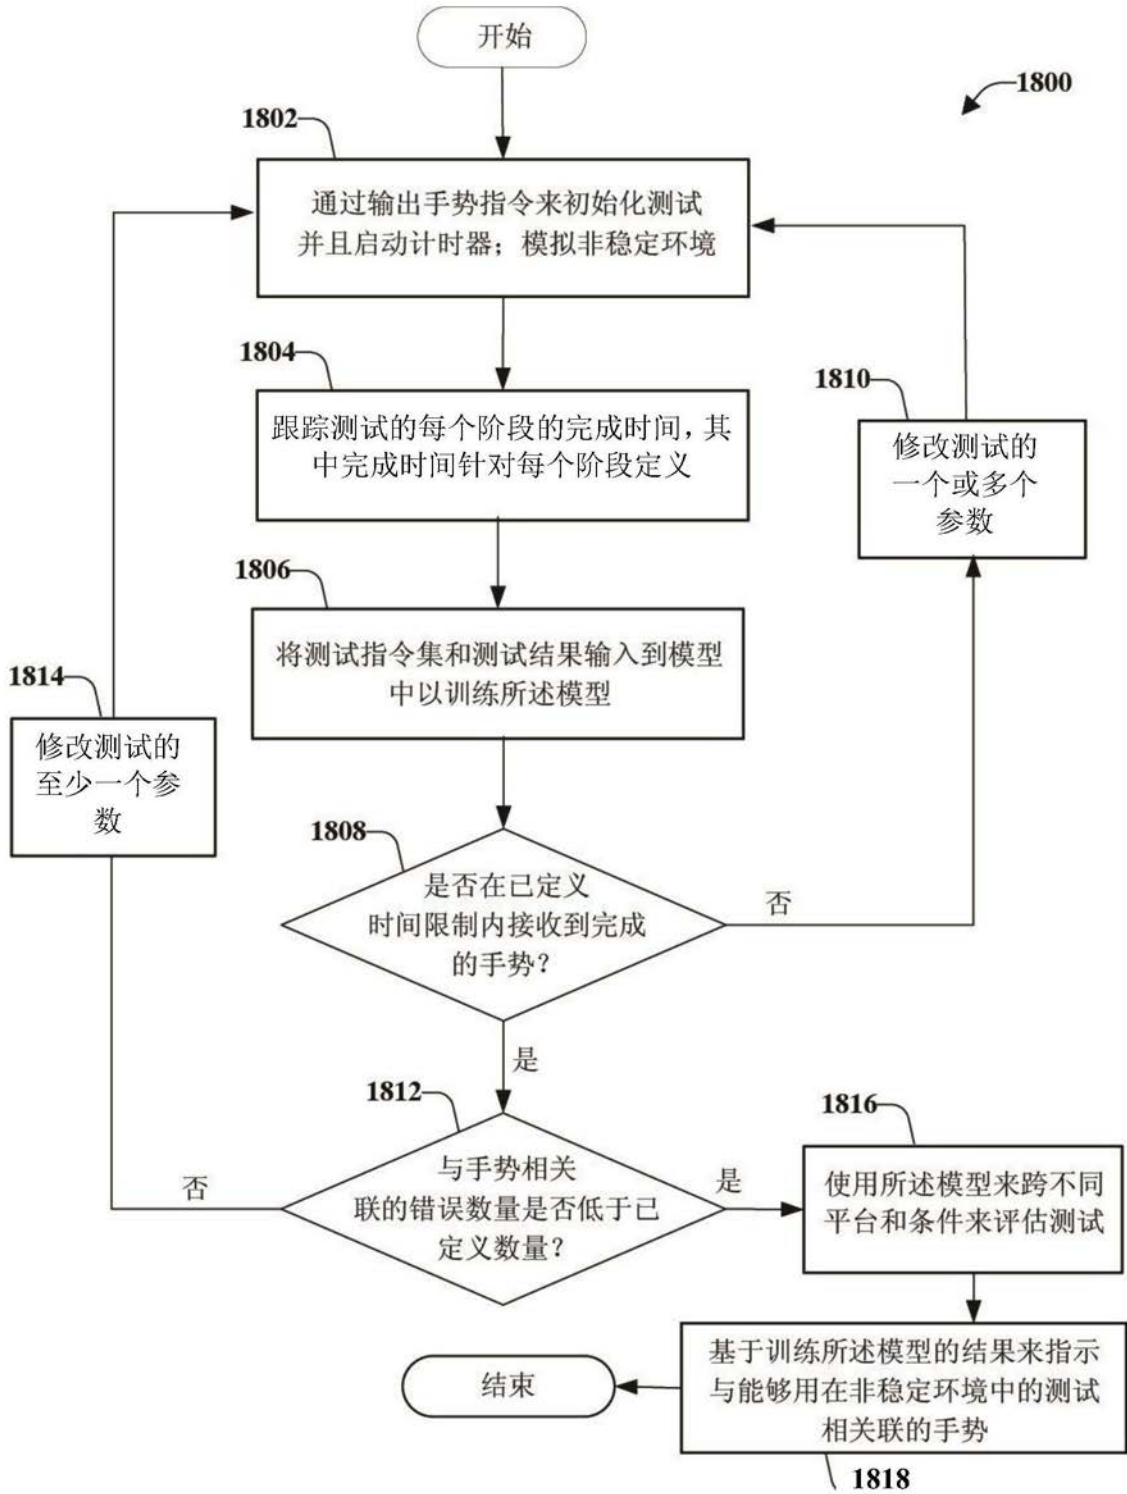 开始
1800
1802
通过输出手势指令来初始化测试
并且启动计时器；模拟非稳定环境
1804
跟踪测试的每个阶段的完成时间，其
中完成时间针对每个阶段定义
1810
修改测试的
一个或多个
参数
1806
将测试指令集和测试结果输入到模型
中以训练所述模型
1814
修改测试的
至少一个参
数
1808
是否在已定义
时间限制内接收到完成
的手势？
否
是
1812
与手势相关
联的错误数量是否低于已
定义数量？
否
是
1816
使用所述模型来跨不同
平台和条件来评估测试
基于训练所述模型的结果来指示
与能够用在非稳定环境中的测试
相关联的手势
1818
结束